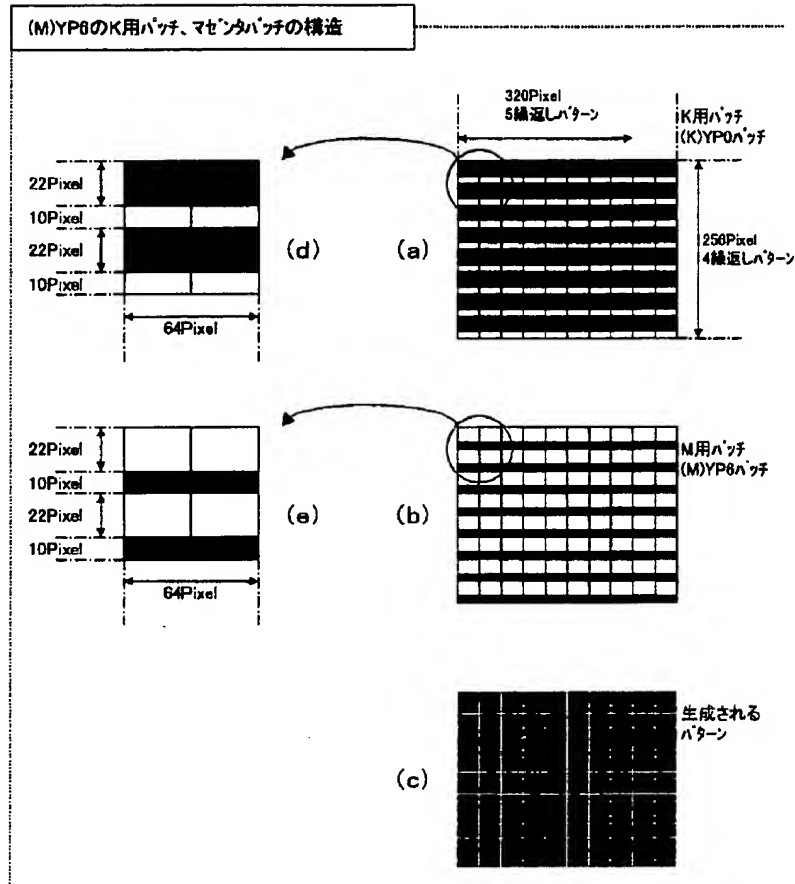 (M)YP6のK用パッチ、マゼンタパッチの構造
320Pixel
5繰返しパターン
K用パッチ
(K)YP0パッチ
22Pixel
10Pixel
22Pixel
10Pixel
(d)
(a)
256Pixel
4繰返しパターン
64Pixel
22Pixel
10Pixel
22Pixel
10Pixel
(e)
(b)
M用パッチ
(M)YP6パッチ
64Pixel
生成される
パターン
(c)